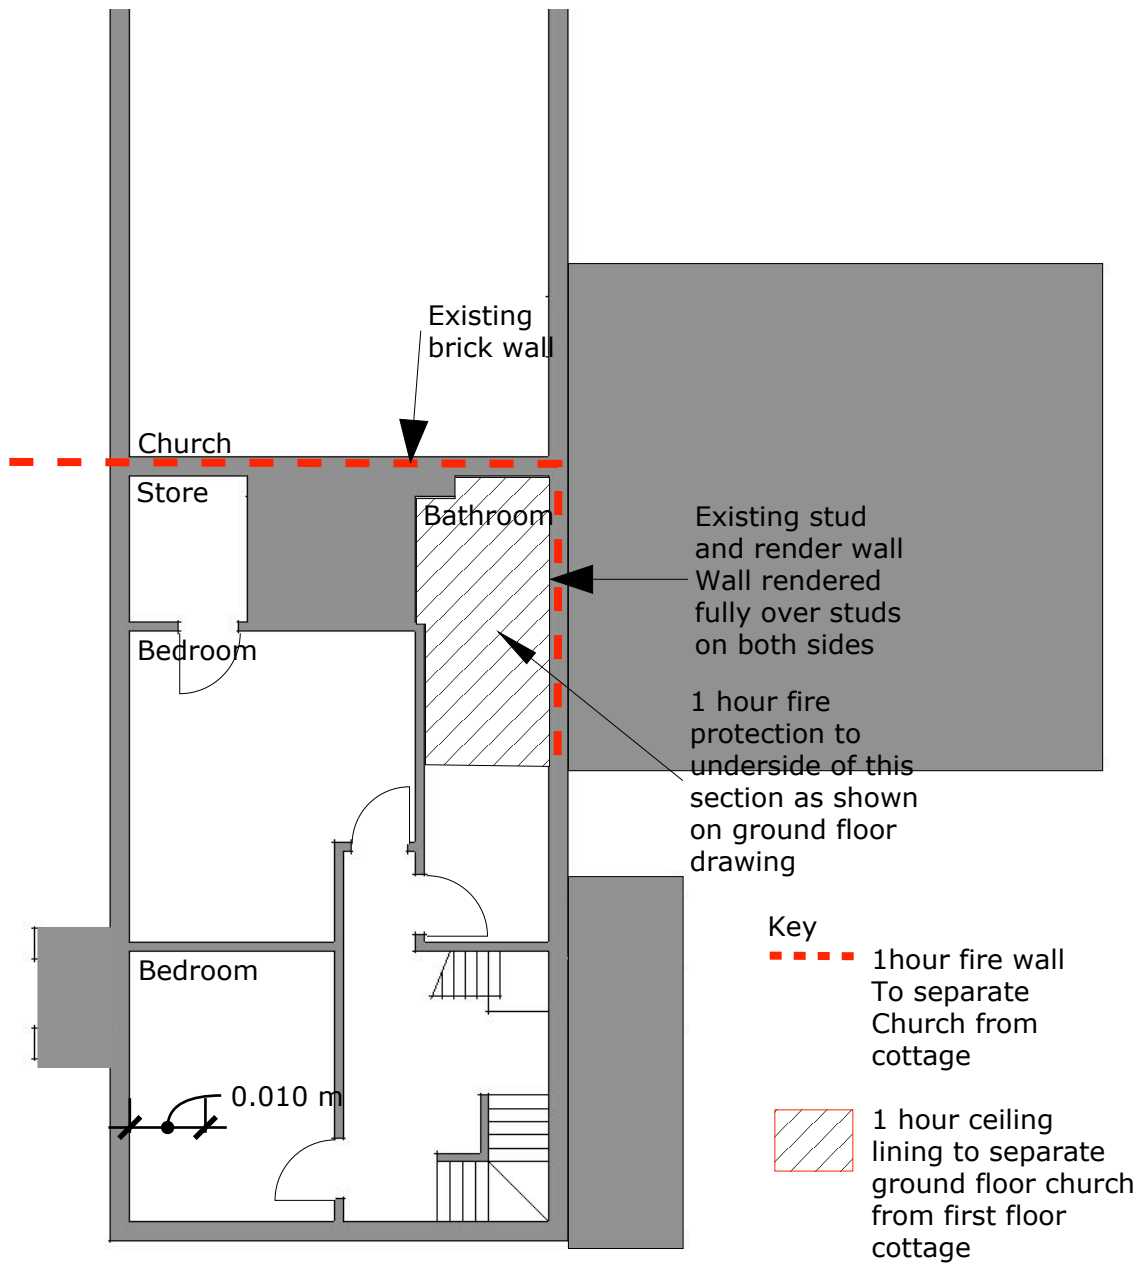 Existing
brick wall
Church
Store
Bathroom
Existing stud
and render wall
Wall rendered
fully over studs
on both sides
Bedroom
1 hour fire
protection to
underside of this
section as shown
on ground floor
drawing
Key
1hour fire wall
To separate
Church from
cottage
Bedroom
0.010 m
1 hour ceiling
lining to separate
ground floor church
from first floor
cottage